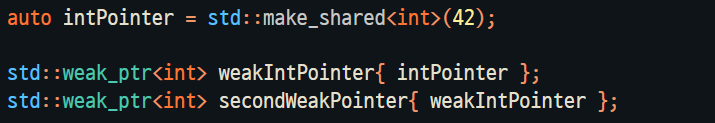 auto intPointer = std::make_shared<int>(42);
std::weak_ptr<int> weakIntPointer{ intPointer };
std::weak_ptr<int> secondWeakPointer{ weakIntPointer };